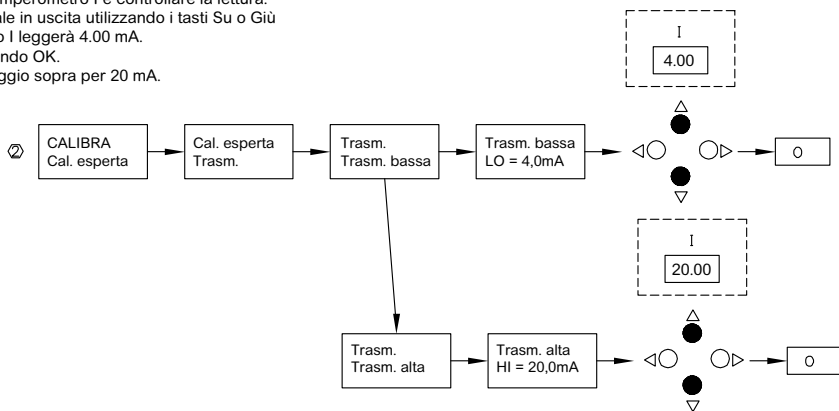 mperometro I e controllare la lettura.
ale in uscita utilizzando i tasti Su o Giù
o I leggerà 4.00 mA.
ndo OK.
ggio sopra per 20 mA.
I
4.00
2
CALIBRA
Cal. esperta
Cal. esperta
Trasm.
Trasm.
Trasm. bassa
Trasm. bassa
LO = 4,0mA
O
I
20.00
Trasm.
Trasm. alta
Trasm. alta
HI = 20,0mA
O